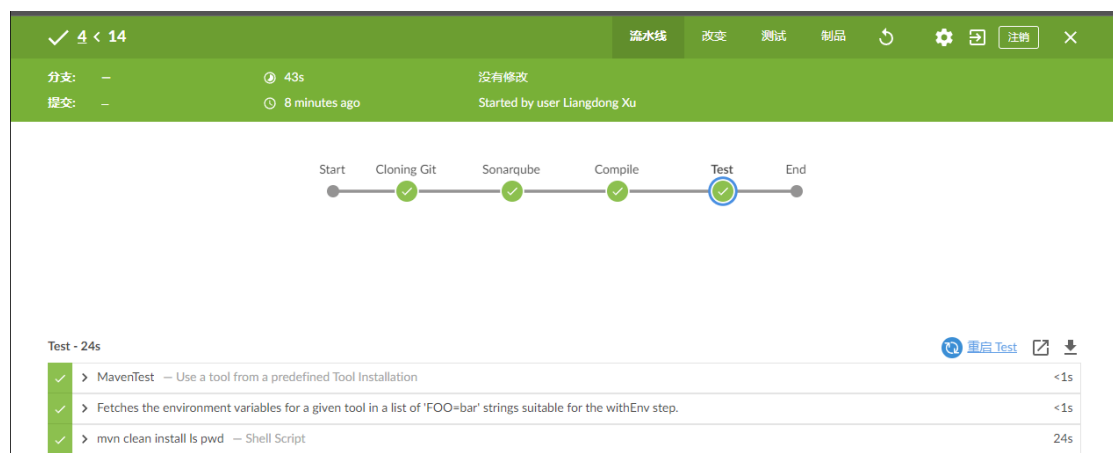 4 < 14 流水线 改变 测试 制品 注销
分支: — 43s 没有修改
提交: — 8 minutes ago Started by user Liangdong Xu
Start Cloning Git Sonarqube Compile Test End
Test - 24s 重启 Test
MavenTest — Use a tool from a predefined Tool Installation <1s
Fetches the environment variables for a given tool in a list of 'FOO=bar' strings suitable for the withEnv step. <1s
mvn clean install ls pwd — Shell Script 24s